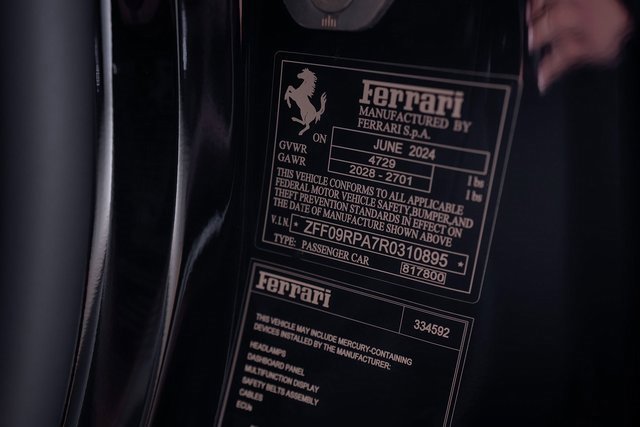 Ferrari
MANUFACTURED BY
FERRARI S.p.A.
ON JUNE 2024
GVWR 4729 lbs
GAWR 2028 - 2701 lbs
THIS VEHICLE CONFORMS TO ALL APPLICABLE
FEDERAL MOTOR VEHICLE SAFETY,BUMPER,AND
THEFT PREVENTION STANDARDS IN EFFECT ON
THE DATE OF MANUFACTURE SHOWN ABOVE
V.I.N. * ZFF09RPA7R0310895 *
TYPE: PASSENGER CAR 817800
Ferrari 334592
THIS VEHICLE MAY INCLUDE MERCURY-CONTAINING
DEVICES INSTALLED BY THE MANUFACTURER:
HEADLAMPS
DASHBOARD PANEL
MULTIFUNCTION DISPLAY
SAFETY BELTS ASSEMBLY
CABLES
ECUs